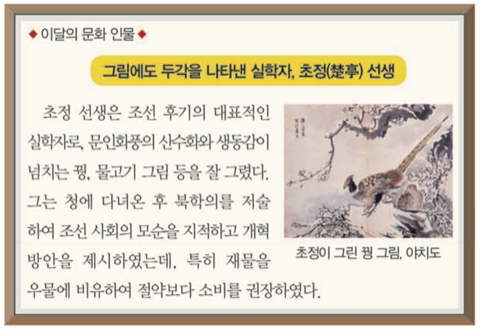 ◆ 이달의 문화 인물 ◆
그림에도 두각을 나타낸 실학자, 초정(楚亭) 선생
초정 선생은 조선 후기의 대표적인
실학자로, 문인화풍의 산수화와 생동감이
넘치는 꿩, 물고기 그림 등을 잘 그렸다.
그는 청에 다녀온 후 북학의를 저술
하여 조선 사회의 모순을 지적하고 개혁
방안을 제시하였는데, 특히 재물을
우물에 비유하여 절약보다 소비를 권장하였다.
초정이 그린 꿩 그림, 야치도